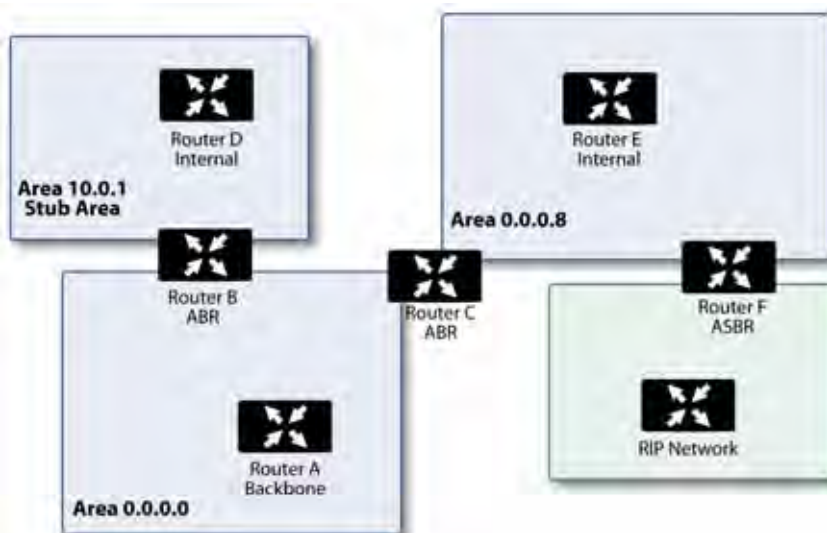 Router D
Internal
Area 10.0.1
Stub Area
Router B
ABR
Router E
Internal
Area 0.0.0.8
Router C
ABR
Router F
ASBR
RIP Network
Router A
Backbone
Area 0.0.0.0